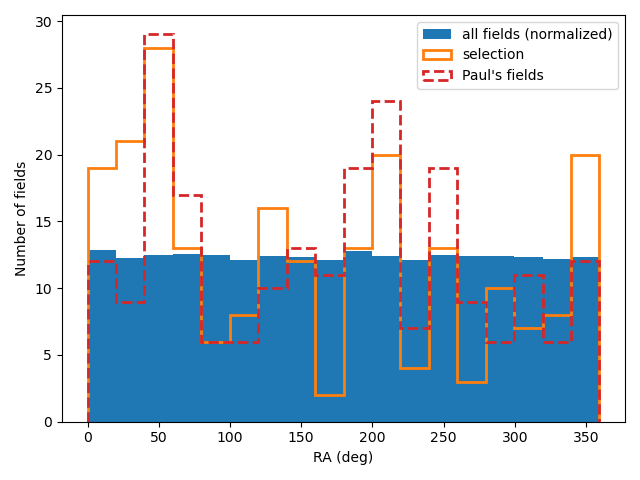 all fields (normalized)
selection
Paul's fields
Number of fields
30
25
20
15
10
5
0
0 50 100 150 200 250 300 350
RA (deg)